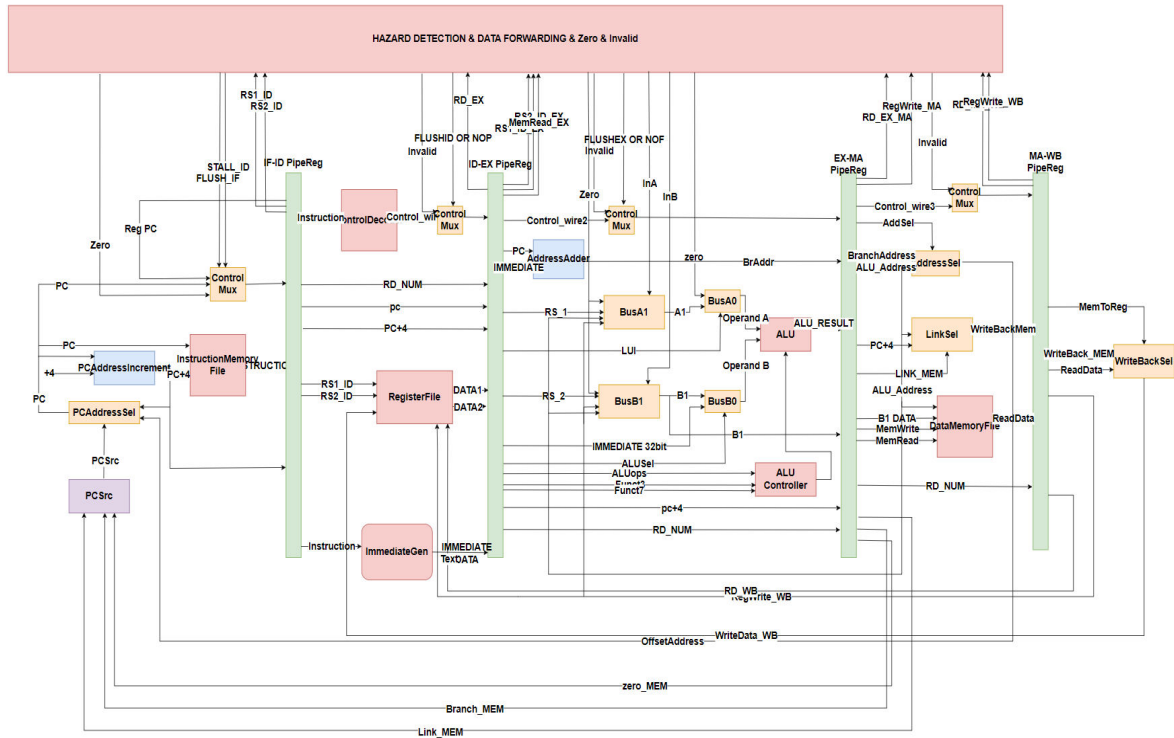 HAZARD DETECTION & DATA FORWARDING & Zero & Invalid
RS1_ID
RS2_ID
RD_EX
MemRead_EX
RegWrite_MA
RD_EX_MA
RegWrite_WB
FLUSHID OR NOP
Invalid
FLUSHEX OR NOF
Invalid
Invalid
STALL_ID
FLUSH_IF
IF-ID PipeReg
ID-EX PipeReg
EX-MA
PipeReg
MA-WB
PipeReg
Zero
InA
InB
Reg PC
Zero
Instruction
Control
Mux
Control_wire2
Control
Mux
Control_wire3
Control
Mux
AddSel
PC
AddressAdder
IMMEDIATE
zero
BrAddr
BranchAddress
ALU_Address
Control
Mux
PC
RD_NUM
pc
PC+4
RS_1
BusA1
A1
BusA0
Operand A
ALU
ALU_RESULT
LinkSel
WriteBackMem
MemToReg
PC
InstructionMemory
File
PCAddressIncrement
+4
PC+4
LUI
Operand B
PC+4
LINK_MEM
WriteBack_MEM
ReadData
WriteBackSel
PC
PCAddressSel
RS1_ID
RS2_ID
RegisterFile
DATA1
DATA2
RS_2
BusB1
B1
BusB0
B1
ALU_Address
B1 DATA
MemWrite
MemRead
DataMemoryFile
ReadData
PCSrc
PCSrc
IMMEDIATE 32bit
ALUSel
ALUops
Funct7
ALU
Controller
pc+4
RD_NUM
RD_NUM
Instruction
ImmediateGen
IMMEDIATE
DATA
RD_WB
RegWrite_WB
WriteData_WB
OffsetAddress
zero_MEM
Branch_MEM
Link_MEM